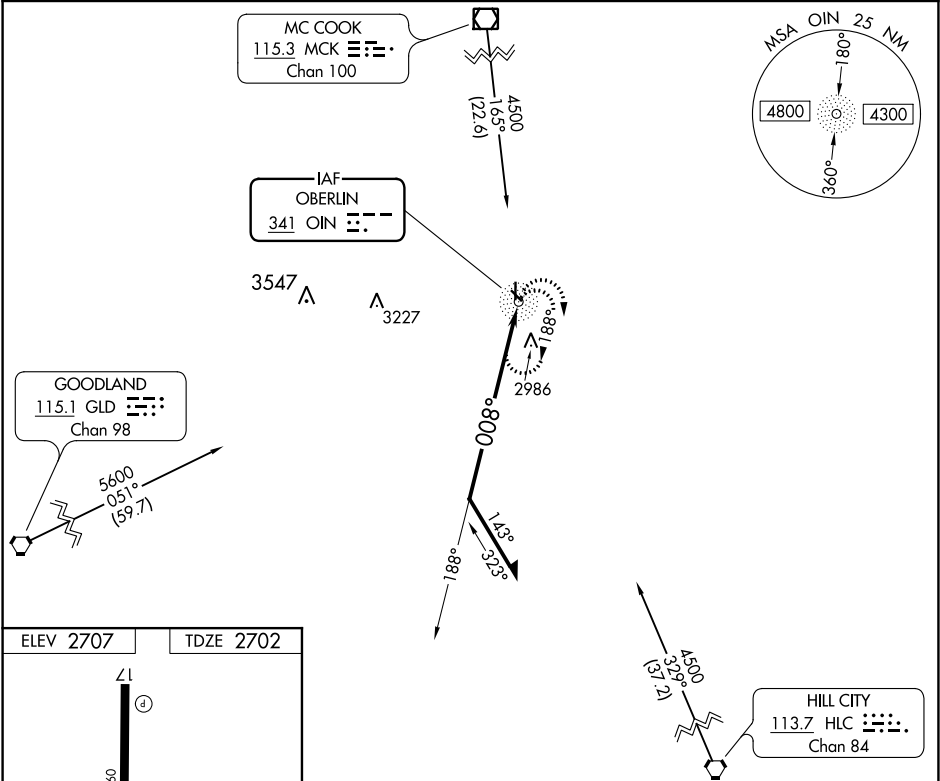 MC COOK
115.3 MCK
Chan 100
MSA OIN 25 NM
180°
4800
4300
360°
4500
165°
(22.6)
IAF
OBERLIN
341 OIN
3547
3227
188°
2986
GOODLAND
115.1 GLD
Chan 98
5600
051°
(59.7)
008°
143°
323°
188°
4500
329°
(37.2)
HILL CITY
113.7 HLC
Chan 84
ELEV 2707
TDZE 2702
17
P